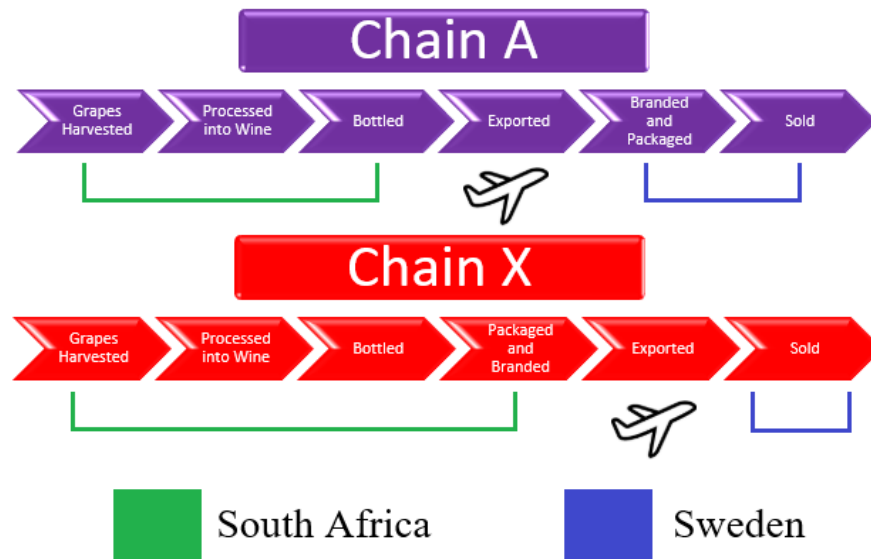 Chain A
Grapes
Harvested
Processed
into Wine
Bottled
Exported
Branded
and
Packaged
Sold
Chain X
Grapes
Harvested
Processed
into Wine
Bottled
Packaged
and
Branded
Exported
Sold
South Africa
Sweden